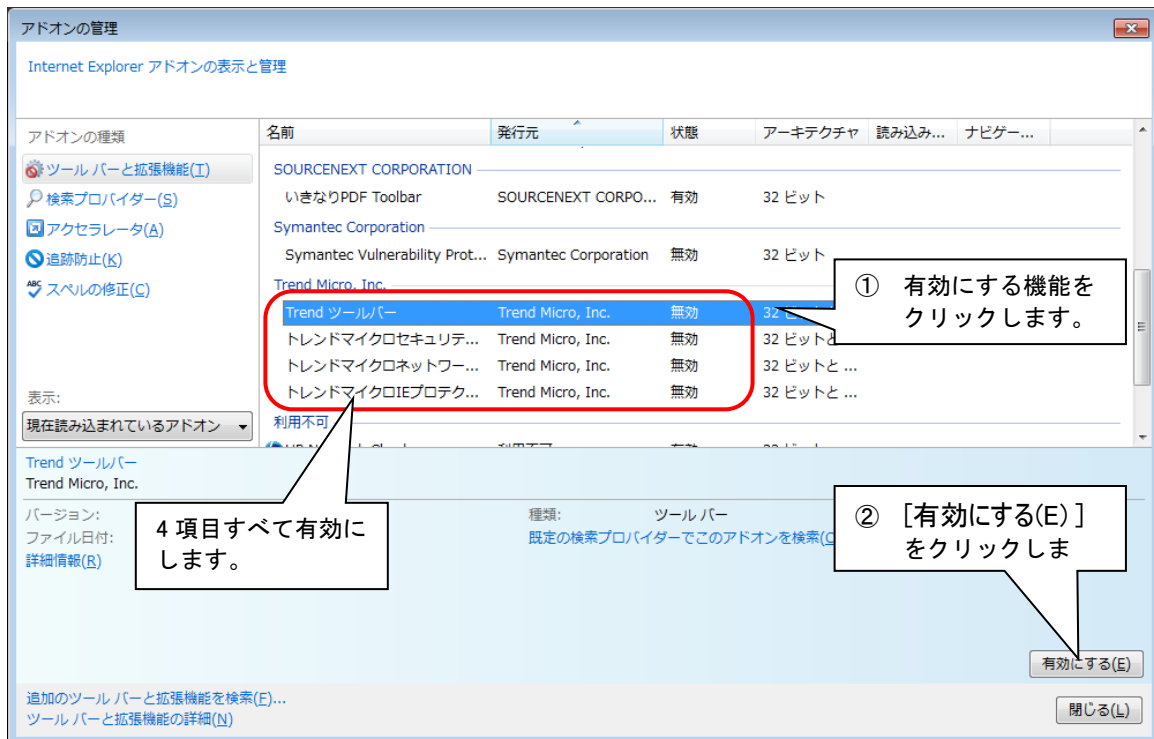 アドオンの管理
Internet Explorer アドオンの表示と管理
アドオンの種類
ツール バーと拡張機能(T)
検索プロバイダー(S)
アクセラレータ(A)
追跡防止(K)
スペルの修正(C)
表示:
現在読み込まれているアドオン
名前 発行元 状態 アーキテクチャ 読み込み... ナビゲー...
SOURCENEXT CORPORATION
いきなりPDF Toolbar SOURCENEXT CORPO... 有効 32 ビット
Symantec Corporation
Symantec Vulnerability Prot... Symantec Corporation 無効 32 ビット
Trend Micro, Inc.
Trend ツールバー Trend Micro, Inc. 無効 32
トレンドマイクロセキュリテ... Trend Micro, Inc. 無効 32 ビットと
トレンドマイクロネットワー... Trend Micro, Inc. 無効 32 ビットと ...
トレンドマイクロIEプロテク... Trend Micro, Inc. 無効 32 ビットと ...
利用不可
① 有効にする機能を
クリックします。
Trend ツールバー
Trend Micro, Inc.
バージョン:
ファイル日付:
詳細情報(R)
4 項目すべて有効に
します。
種類: ツール バー
既定の検索プロバイダーでこのアドオンを検索(
② [有効にする(E)]
をクリックしま
有効にする(E)
追加のツール バーと拡張機能を検索(F)...
ツール バーと拡張機能の詳細(N)
閉じる(L)